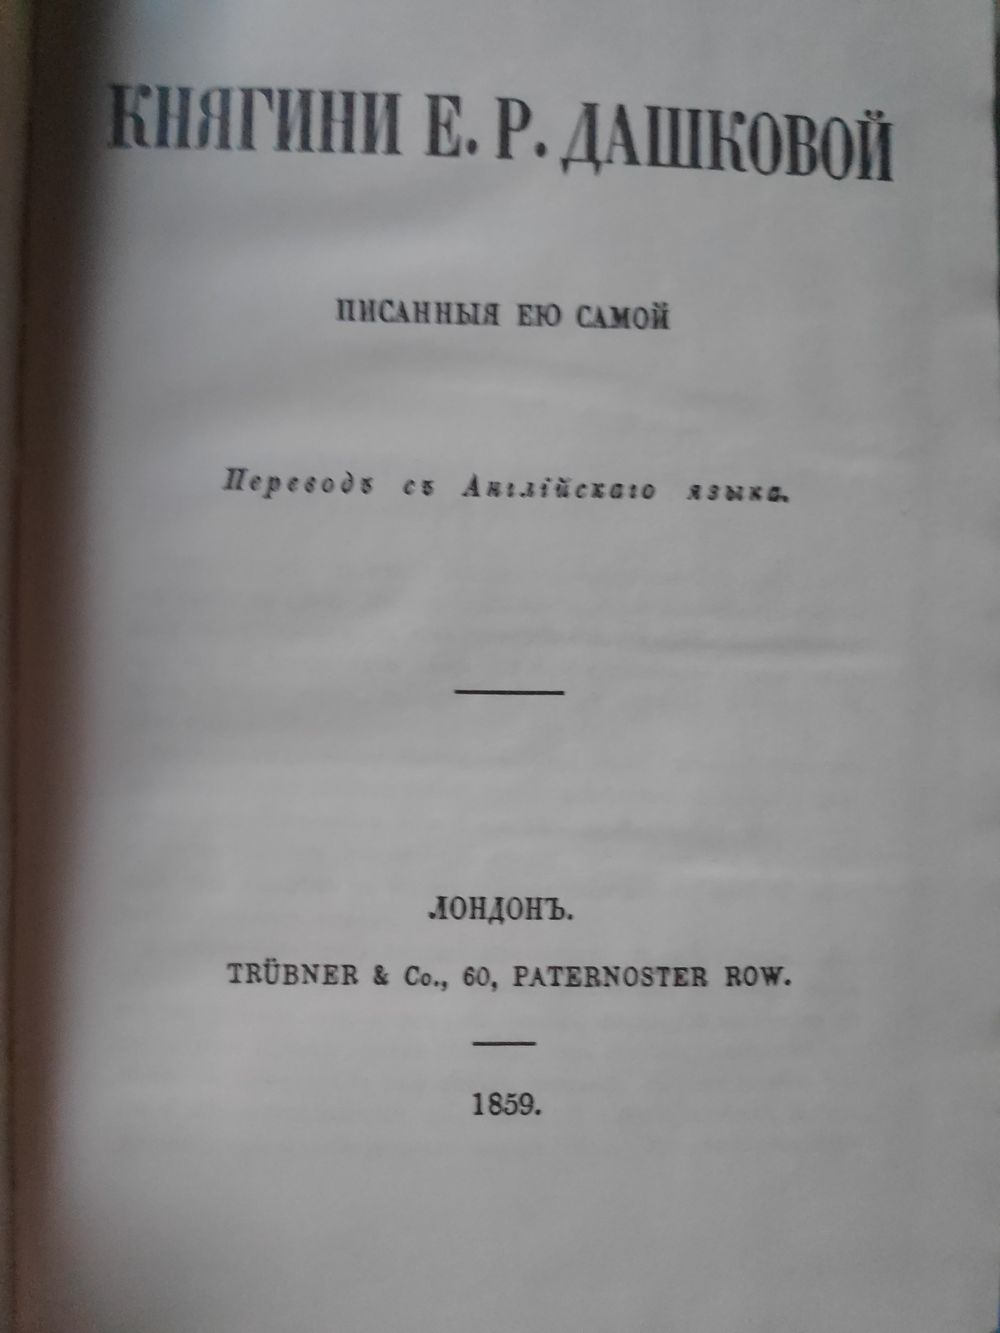 КНЯГИНИ Е. Р. ДАШКОВОЙ
ПИСАННЫЯ ЕЮ САМОЙ
Переводъ съ Англійскаго языка.
ЛОНДОНЪ.
TRÜBNER & Co., 60, PATERNOSTER ROW.
1859.